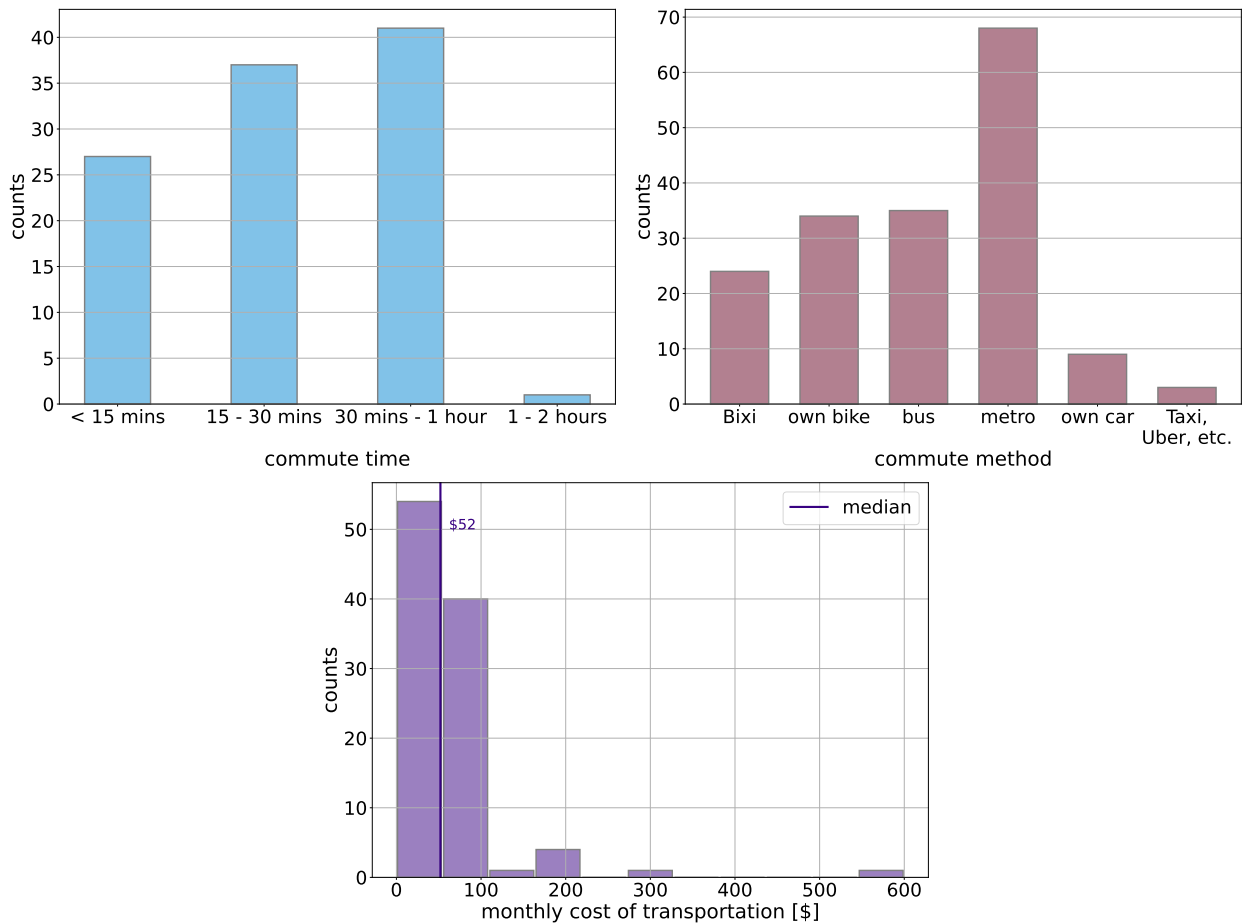 40
35
30
25
20
15
10
5
0
counts
< 15 mins 15 - 30 mins 30 mins - 1 hour 1 - 2 hours
commute time
70
60
50
40
30
20
10
0
counts
Bixi own bike bus metro own car Taxi,
Uber, etc.
commute method
50
40
30
20
10
0
counts
$52
median
0 100 200 300 400 500 600
monthly cost of transportation [$]